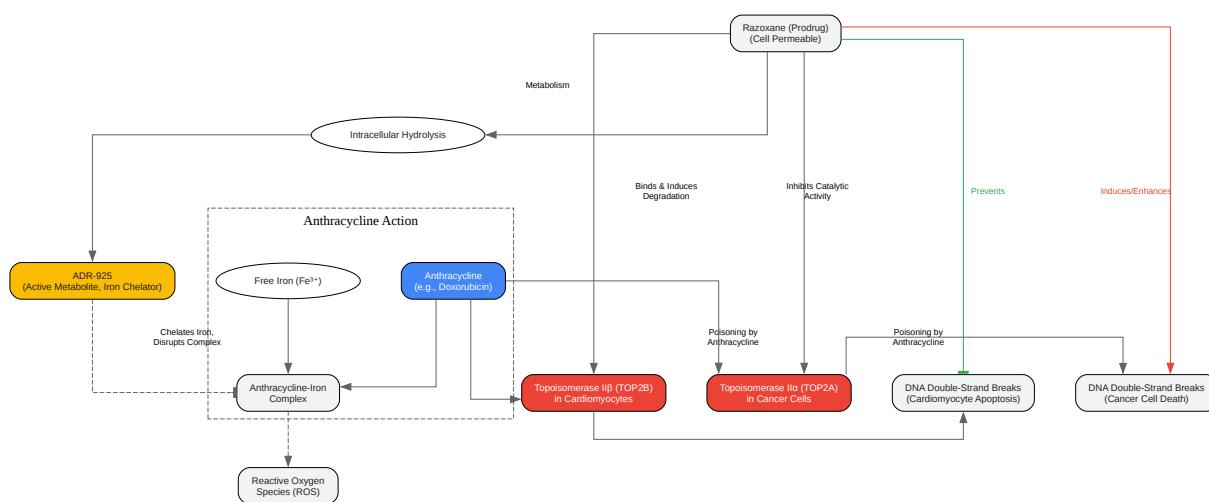 Razoxane (Prodrug)
(Cell Permeable)
Metabolism
Intracellular Hydrolysis
Binds & Induces
Degradation
Inhibits Catalytic
Activity
Prevents
Induces/Enhances
Anthracycline Action
ADR-925
(Active Metabolite, Iron Chelator)
Free Iron (Fe³⁺)
Anthracycline
(e.g., Doxorubicin)
Chelates Iron,
Disrupts Complex
Poisoning by
Anthracycline
Poisoning by
Anthracycline
Anthracycline-Iron
Complex
Topoisomerase IIβ (TOP2B)
in Cardiomyocytes
Topoisomerase IIα (TOP2A)
in Cancer Cells
DNA Double-Strand Breaks
(Cardiomyocyte Apoptosis)
DNA Double-Strand Breaks
(Cancer Cell Death)
Reactive Oxygen
Species (ROS)